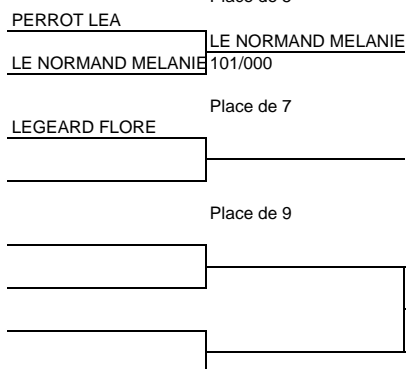 PERROT LEA
LE NORMAND MELANIE
LE NORMAND MELANIE 101/000
Place de 7
LEGEARD FLORE
Place de 9